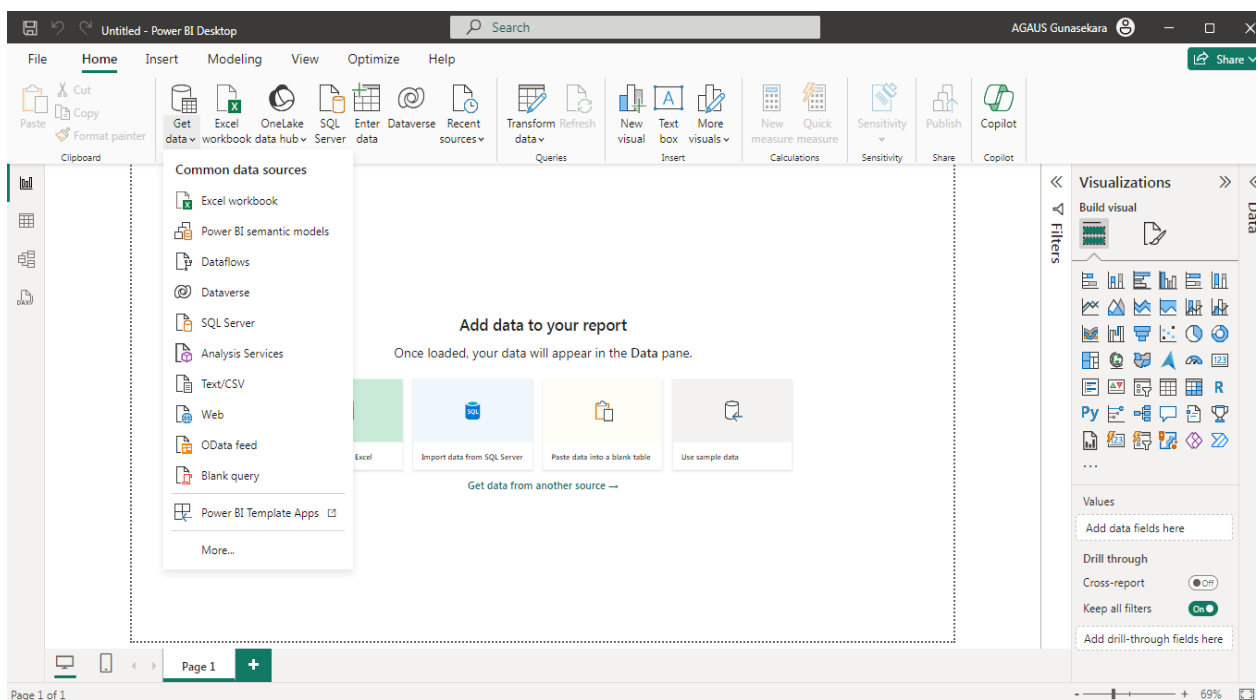 Untitled - Power BI Desktop
Search
AGAUS Gunasekara
File Home Insert Modeling View Optimize Help
Share
Paste
Cut
Copy
Format painter
Clipboard
Get data
Excel workbook
OneLake data hub
SQL Server
Enter data
Dataverse
Recent sources
Transform data
Refresh
Queries
New visual
Text box
More visuals
Insert
New measure
Quick measure
Calculations
Sensitivity
Sensitivity
Publish
Share
Copilot
Copilot
Common data sources
Excel workbook
Power BI semantic models
Dataflows
Dataverse
SQL Server
Analysis Services
Text/CSV
Web
OData feed
Blank query
Power BI Template Apps
More...
DAX
Add data to your report
Once loaded, your data will appear in the Data pane.
Excel
SQL
Import data from SQL Server
Paste data into a blank table
Use sample data
Get data from another source →
Filters
Visualizations
Build visual
123
R
Py
123
...
Values
Add data fields here
Drill through
Cross-report
Off
Keep all filters
On
Add drill-through fields here
Data
Page 1
Page 1 of 1
- + 69%